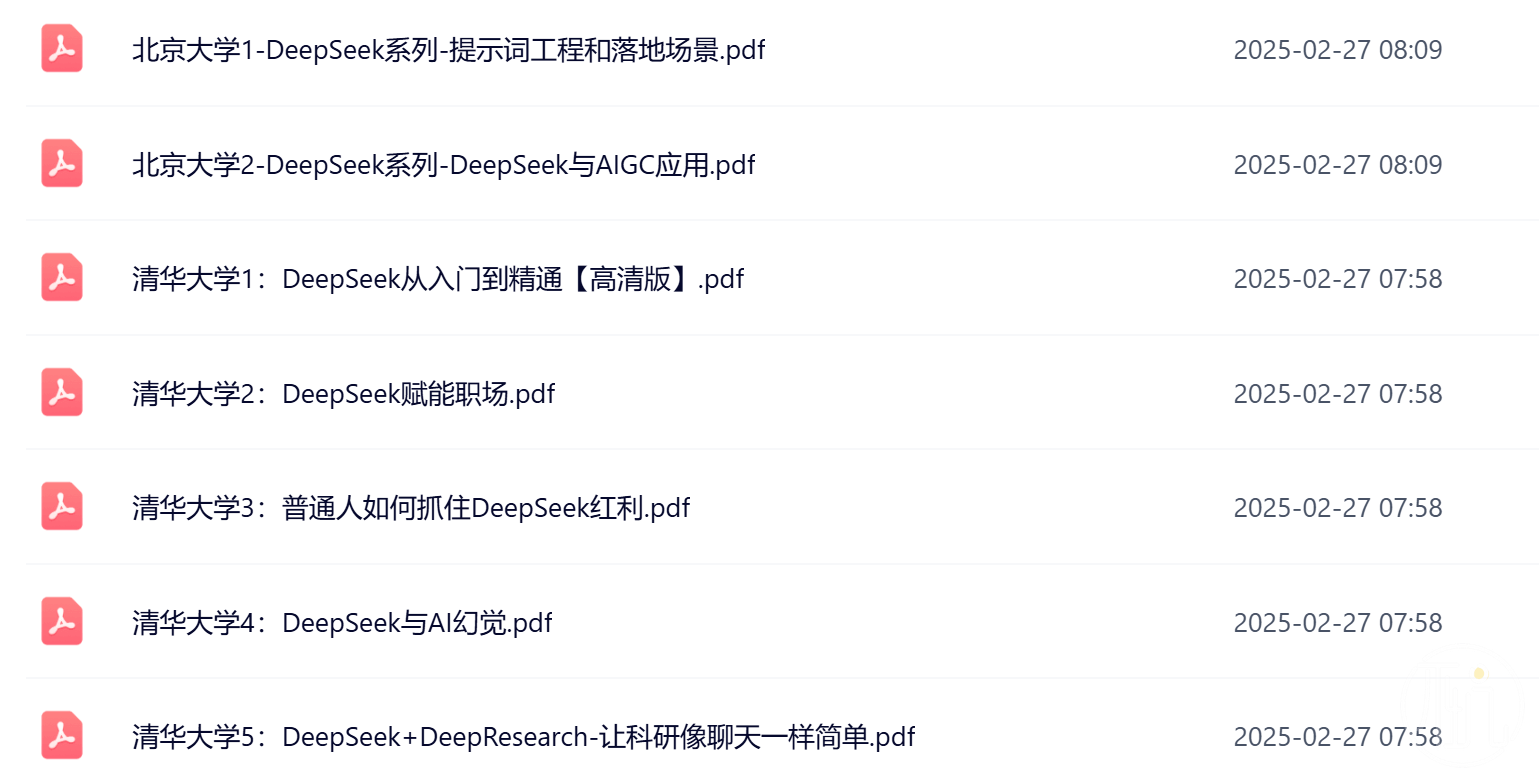 北京大学1-DeepSeek系列-提示词工程和落地场景.pdf 2025-02-27 08:09
北京大学2-DeepSeek系列-DeepSeek与AIGC应用.pdf 2025-02-27 08:09
清华大学1：DeepSeek从入门到精通【高清版】.pdf 2025-02-27 07:58
清华大学2：DeepSeek赋能职场.pdf 2025-02-27 07:58
清华大学3：普通人如何抓住DeepSeek红利.pdf 2025-02-27 07:58
清华大学4：DeepSeek与AI幻觉.pdf 2025-02-27 07:58
清华大学5：DeepSeek+DeepResearch-让科研像聊天一样简单.pdf 2025-02-27 07:58